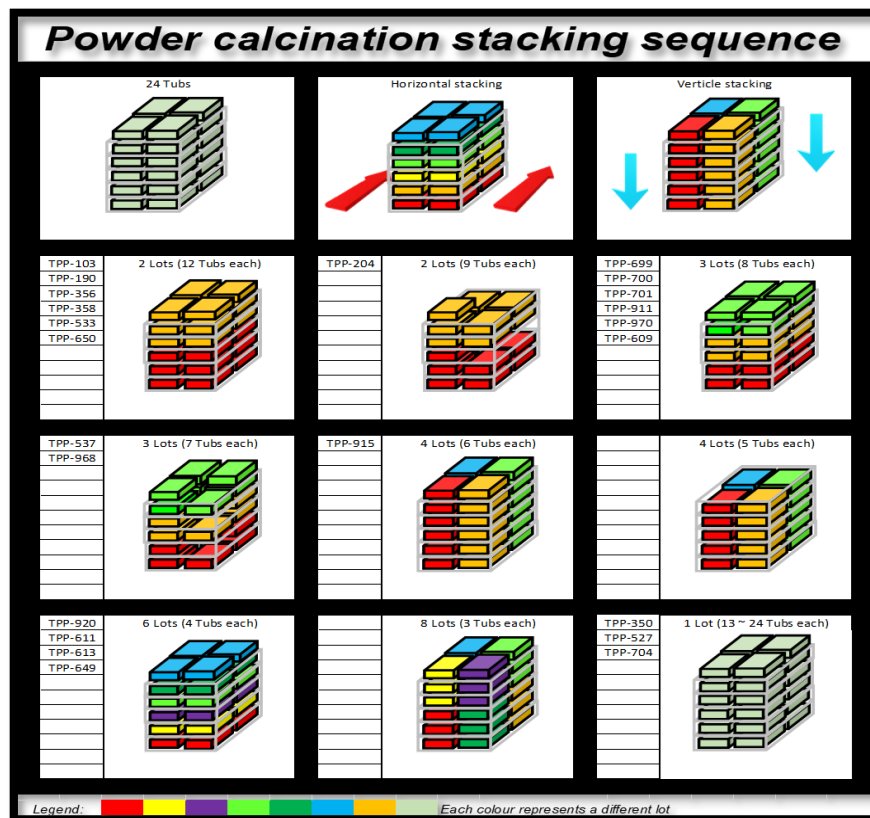 Powder calcination stacking sequence
24 Tubs
Horizontal stacking
Verticle stacking
TPP-103
TPP-190
TPP-356
TPP-358
TPP-533
TPP-650
2 Lots (12 Tubs each)
TPP-204
2 Lots (9 Tubs each)
TPP-699
TPP-700
TPP-701
TPP-911
TPP-970
TPP-609
3 Lots (8 Tubs each)
TPP-537
TPP-968
3 Lots (7 Tubs each)
TPP-915
4 Lots (6 Tubs each)
4 Lots (5 Tubs each)
TPP-920
TPP-611
TPP-613
TPP-649
6 Lots (4 Tubs each)
8 Lots (3 Tubs each)
TPP-350
TPP-527
TPP-704
1 Lot (13 ~ 24 Tubs each)
Legend:
Each colour represents a different lot